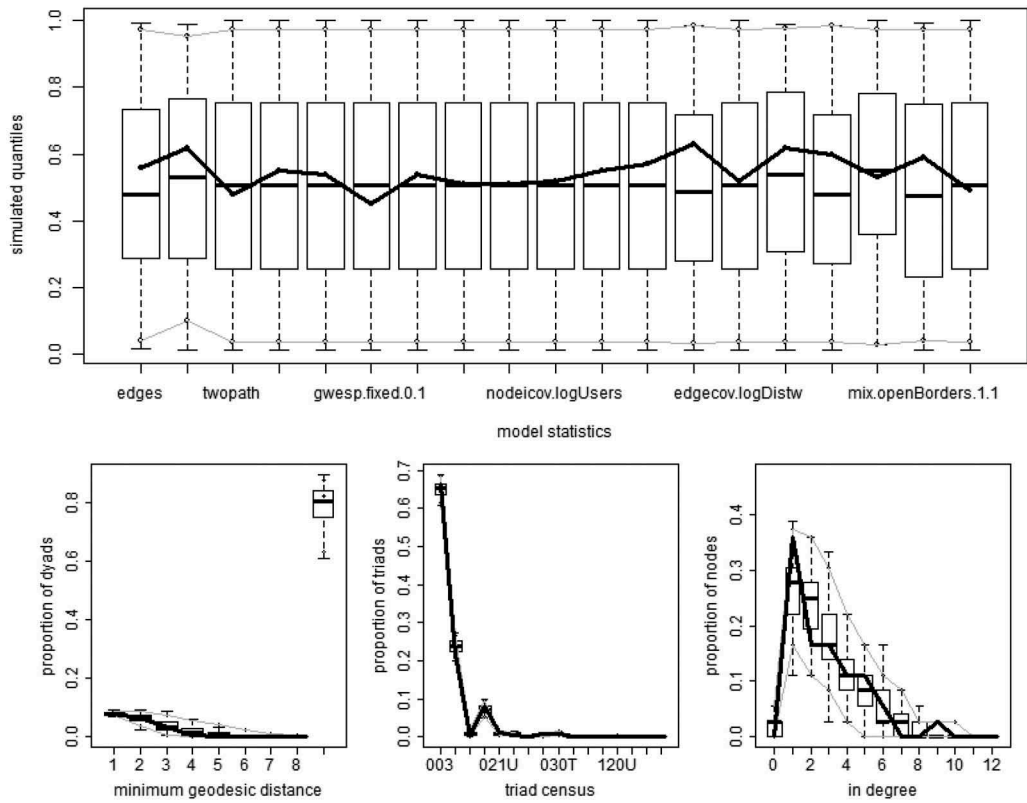 simulated quantiles
0.0 0.2 0.4 0.6 0.8 1.0
edges twopath gwesp.fixed.0.1 nodeicov.logUsers edgecov.logDistw mix.openBorders.1.1
model statistics
proportion of dyads
0.0 0.2 0.4 0.6 0.8
1 2 3 4 5 6 8
minimum geodesic distance
proportion of triads
0.0 0.1 0.2 0.3 0.4 0.5 0.6 0.7
003 021U 030T 120U
triad census
proportion of nodes
0.0 0.1 0.2 0.3 0.4
0 2 4 6 8 10 12
in degree